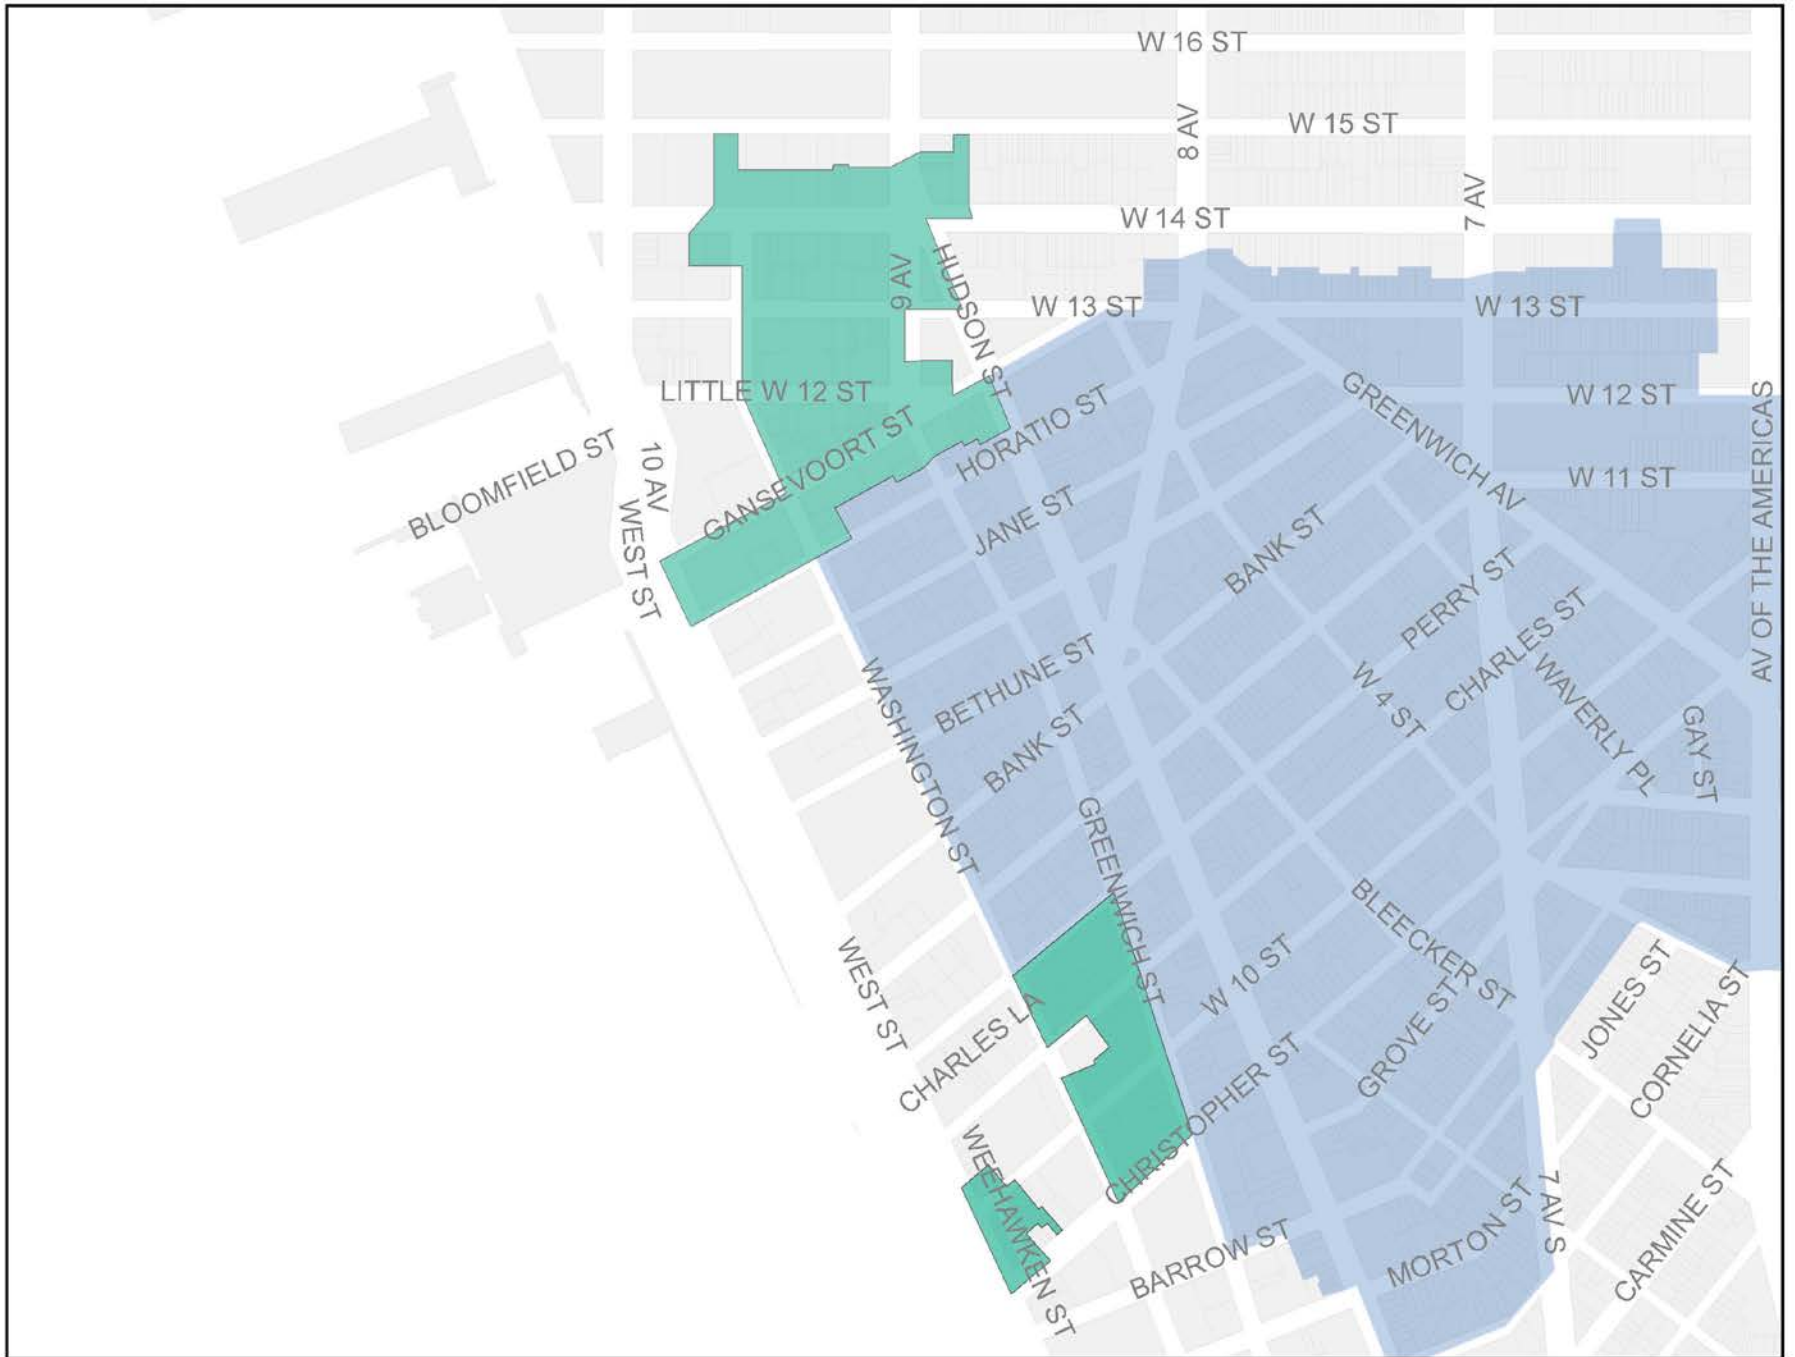 W 16 ST
W 15 ST
8 AV
7 AV
W 14 ST
9 AV
HUDSON ST
W 13 ST
W 13 ST
LITTLE W 12 ST
W 12 ST
GREENWICH AV
AV OF THE AMERICAS
HORATIO ST
GANSEVOORT ST
BLOOMFIELD ST
10 AV
W 11 ST
WEST ST
JANE ST
BANK ST
PERRY ST
CHARLES ST
BETHUNE ST
WASHINGTON ST
BANK ST
W 4 ST
WAVERLY PL
GAY ST
GREENWICH ST
BLEECKER ST
WEST ST
W 10 ST
JONES ST
CORNELIA ST
CHARLES LA
GROVE ST
CHRISTOPHER ST
WEEHAWKEN ST
BARROW ST
MORTON ST
7 AV S
CARMINE ST